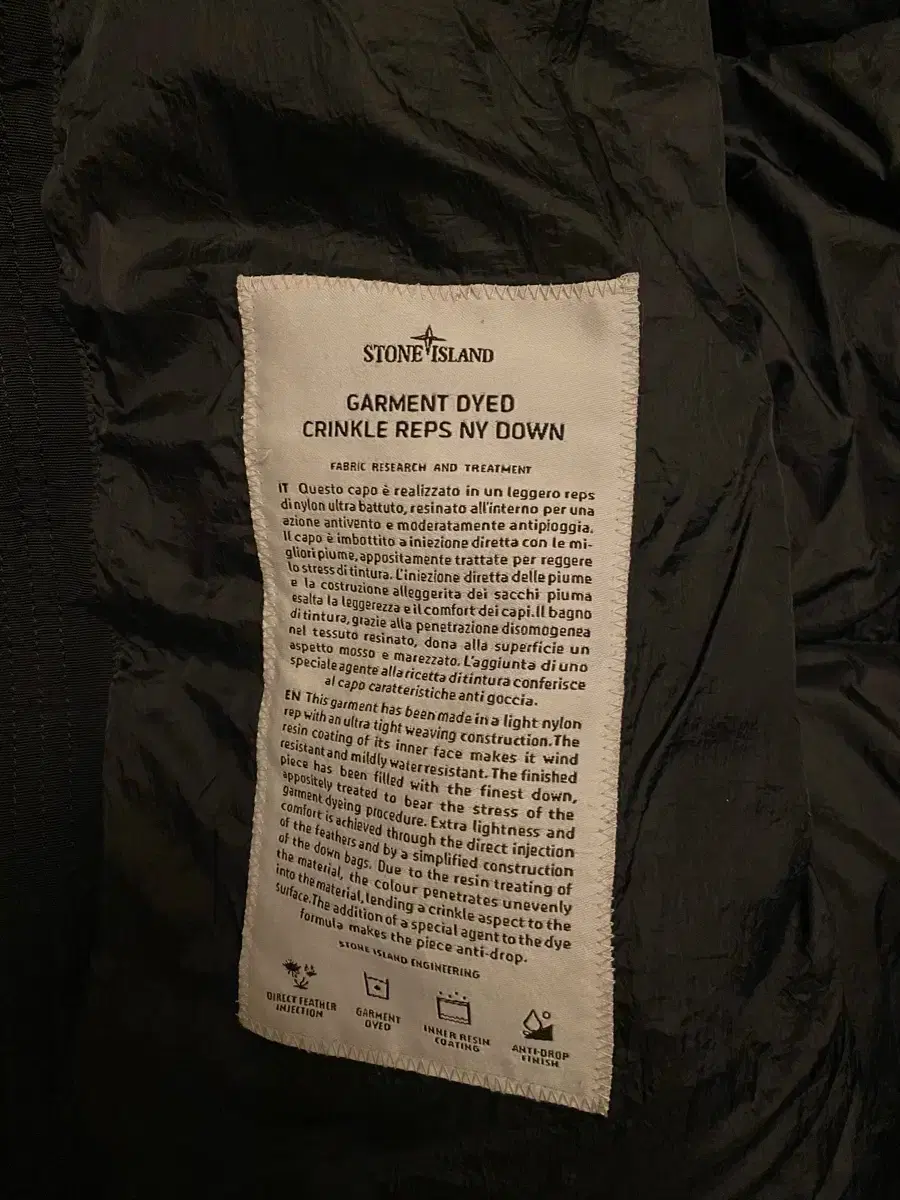 STONE ISLAND
GARMENT DYED
CRINKLE REPS NY DOWN
FABRIC RESEARCH AND TREATMENT
IT Questo capo è realizzato in un leggero reps
di nylon ultra battuto, resinato all'interno per una
azione antivento e moderatamente antipioggia.
Il capo è imbottito a iniezione diretta con le mi-
gliori piume, appositamente trattate per reggere
lo stress di tintura. L'iniezione diretta delle piume
e la costruzione alleggerita dei sacchi piuma
esalta la leggerezza e il comfort dei capi. Il bagno
di tintura, grazie alla penetrazione disomogenea
nel tessuto resinato, dona alla superficie un
aspetto mosso e marezzato. L'aggiunta di uno
speciale agente alla ricetta di tintura conferisce
al capo caratteristiche anti goccia.
EN This garment has been made in a light nylon
rep with an ultra tight weaving construction. The
resin coating of its inner face makes it wind
resistant and mildly water resistant. The finished
piece has been filled with the finest down,
appositely treated to bear the stress of the
garment dyeing procedure. Extra lightness and
comfort is achieved through the direct injection
of the feathers and by a simplified construction
of the down bags. Due to the resin treating of
the material, the colour penetrates unevenly
into the material, lending a crinkle aspect to the
surface. The addition of a special agent to the dye
formula makes the piece anti-drop.
STONE ISLAND ENGINEERING
DIRECT FEATHER
INJECTION
GARMENT
DYED
INNER RESIN
COATING
ANTI-DROP
FINISH